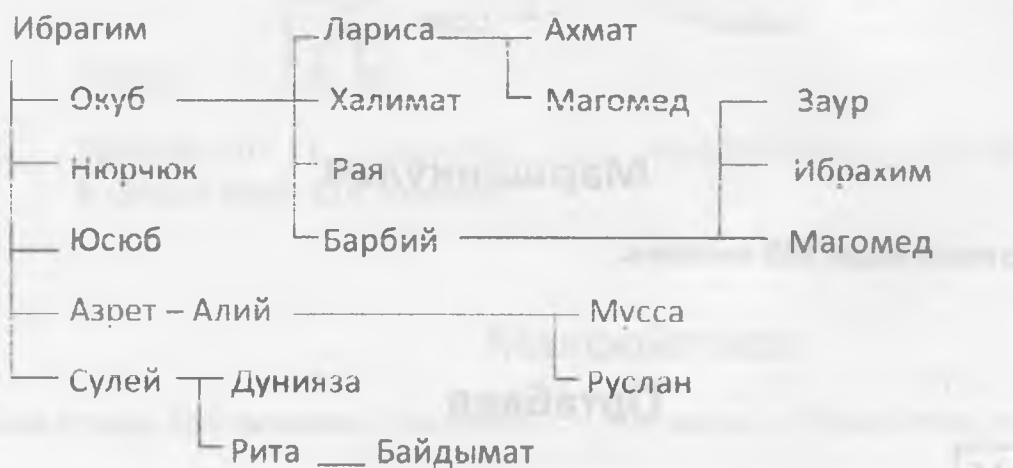 Ибрагим Лариса Ахмат
Окуб Халимат Магомед Заур
Нюрчюк Рая Ибрахим
Юсюб Барбий Магомед
Азрет – Алий Мусса
Сулей Дунияза Руслан
Рита Байдымат